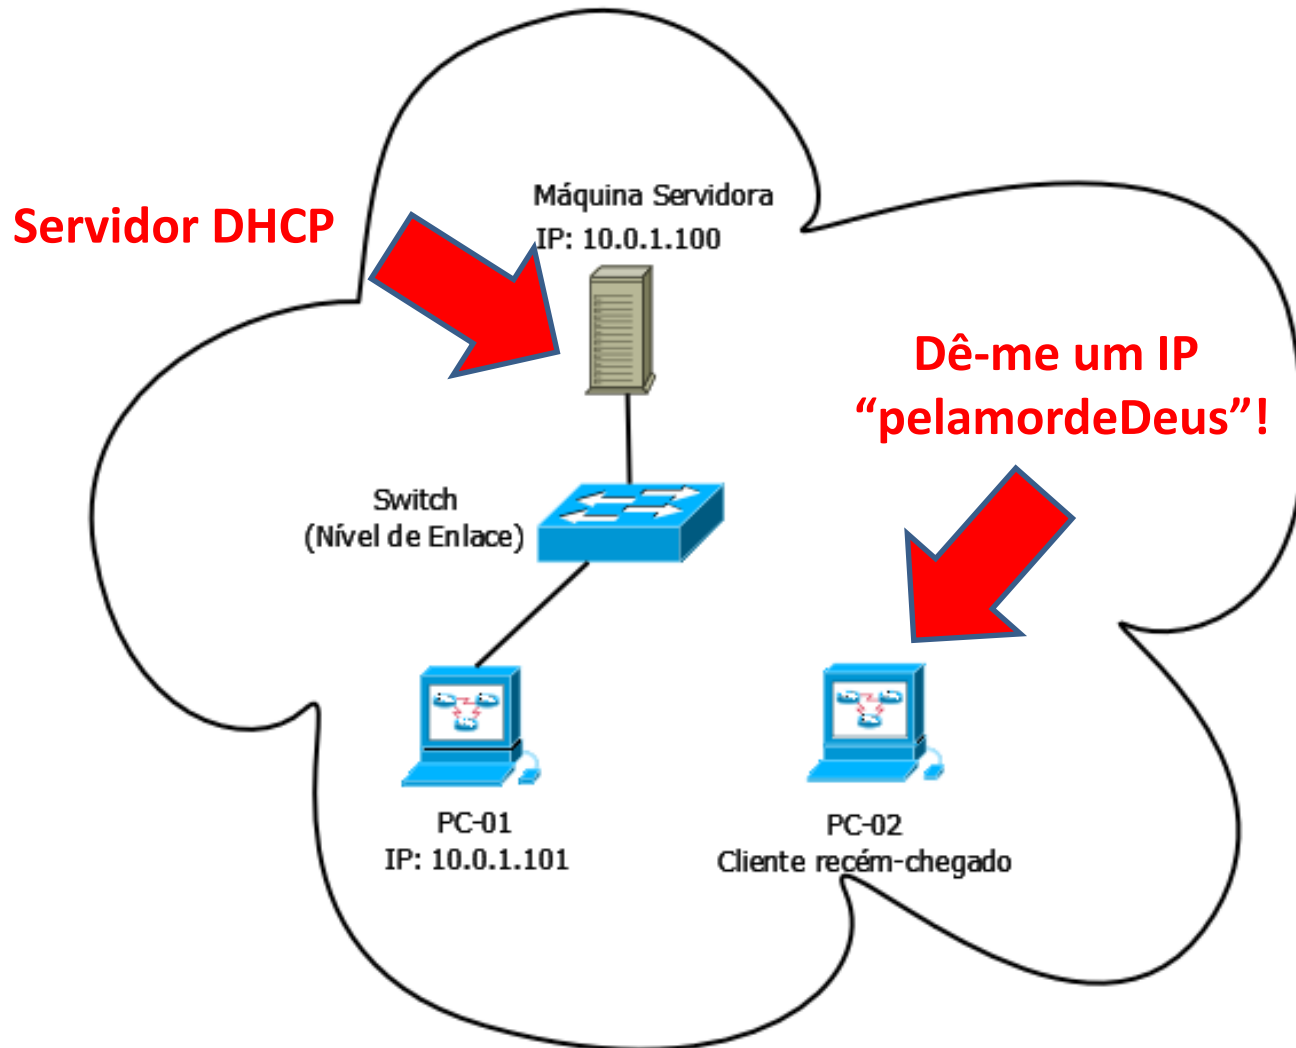 Máquina Servidora
IP: 10.0.1.100
Servidor DHCP
Dê-me um IP
“pelamordeDeus”!
Switch
(Nível de Enlace)
PC-01
IP: 10.0.1.101
PC-02
Cliente recém-chegado